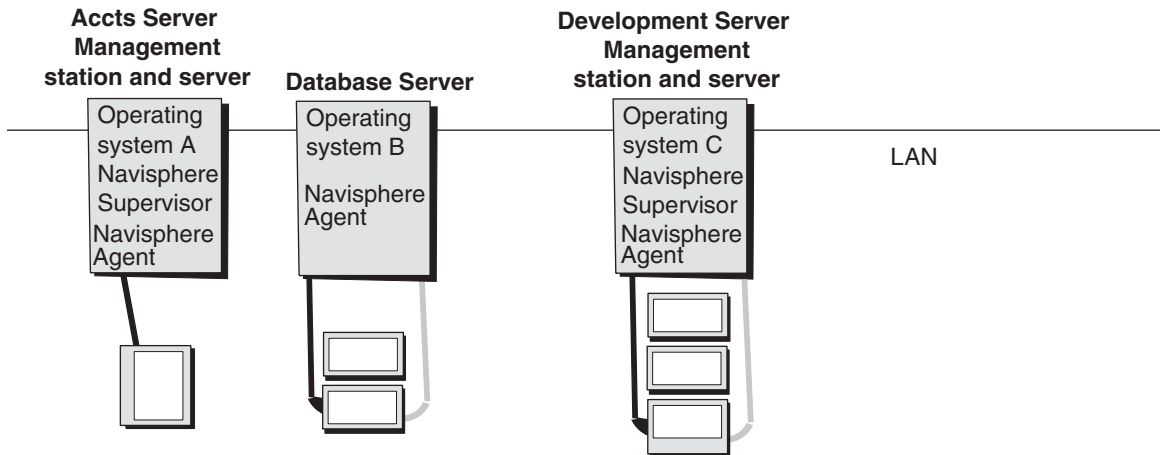 Accts Server
Management
station and server
Operating
system A
Navisphere
Supervisor
Navisphere
Agent
Database Server
Operating
system B
Navisphere
Agent
Development Server
Management
station and server
Operating
system C
Navisphere
Supervisor
Navisphere
Agent
LAN